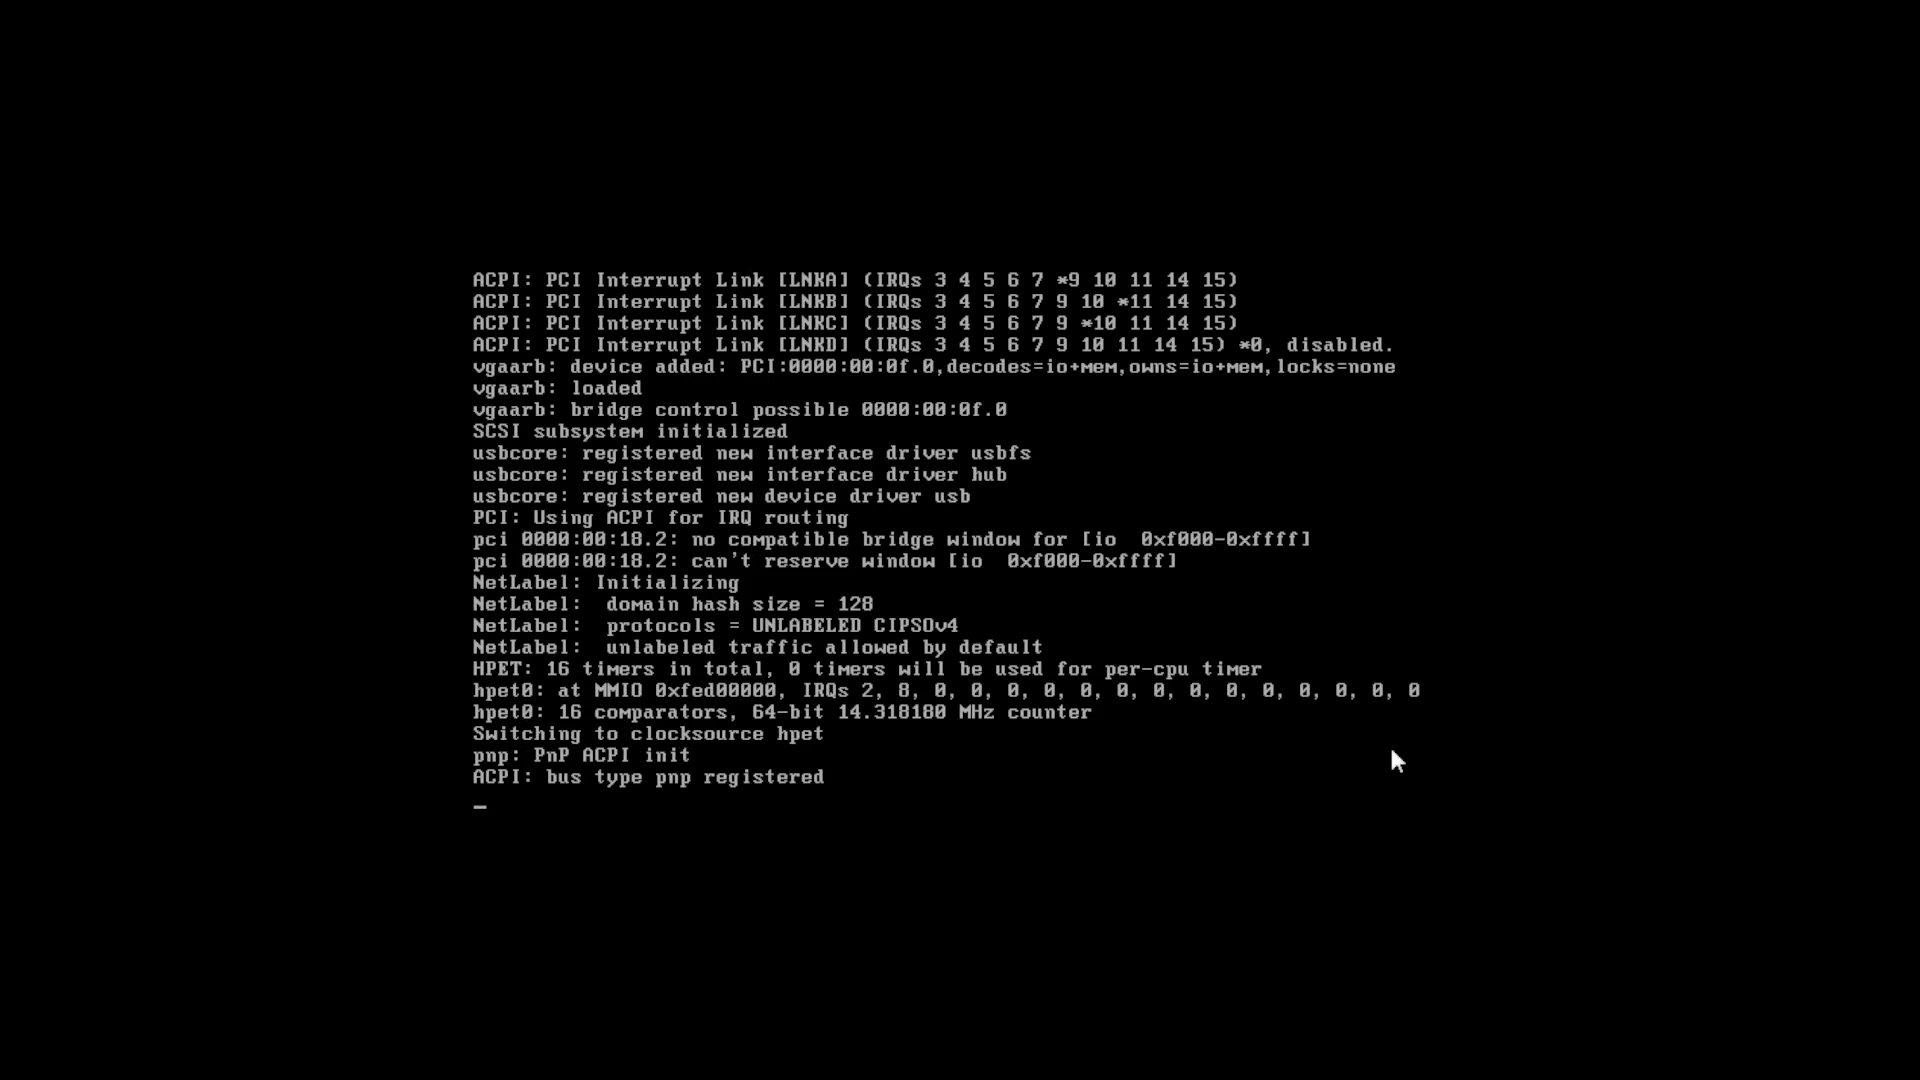 ACPI: PCI Interrupt Link [LNKA] (IRQs 3 4 5 6 7 *9 10 11 14 15)
ACPI: PCI Interrupt Link [LNKB] (IRQs 3 4 5 6 7 9 10 *11 14 15)
ACPI: PCI Interrupt Link [LNKC] (IRQs 3 4 5 6 7 9 *10 11 14 15)
ACPI: PCI Interrupt Link [LNKD] (IRQs 3 4 5 6 7 9 10 11 14 15) *0, disabled.
vgaarb: device added: PCI:0000:00:0f.0,decodes=io+mem,owns=io+mem,locks=none
vgaarb: loaded
vgaarb: bridge control possible 0000:00:0f.0
SCSI subsystem initialized
usbcore: registered new interface driver usbfs
usbcore: registered new interface driver hub
usbcore: registered new device driver usb
PCI: Using ACPI for IRQ routing
pci 0000:00:18.2: no compatible bridge window for [io  0xf000-0xffff]
pci 0000:00:18.2: can't reserve window [io  0xf000-0xffff]
NetLabel: Initializing
NetLabel:  domain hash size = 128
NetLabel:  protocols = UNLABELED CIPSOv4
NetLabel:  unlabeled traffic allowed by default
HPET: 16 timers in total, 0 timers will be used for per-cpu timer
hpet0: at MMIO 0xfed00000, IRQs 2, 8, 0, 0, 0, 0, 0, 0, 0, 0, 0, 0, 0, 0, 0, 0
hpet0: 16 comparators, 64-bit 14.318180 MHz counter
Switching to clocksource hpet
pnp: PnP ACPI init
ACPI: bus type pnp registered
_